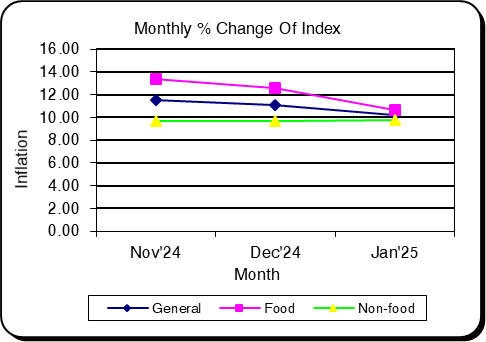 Monthly % Change Of Index
16.00
14.00
12.00
10.00
8.00
6.00
4.00
2.00
0.00
Inflation
Nov'24 Dec'24 Jan'25
Month
General Food Non-food